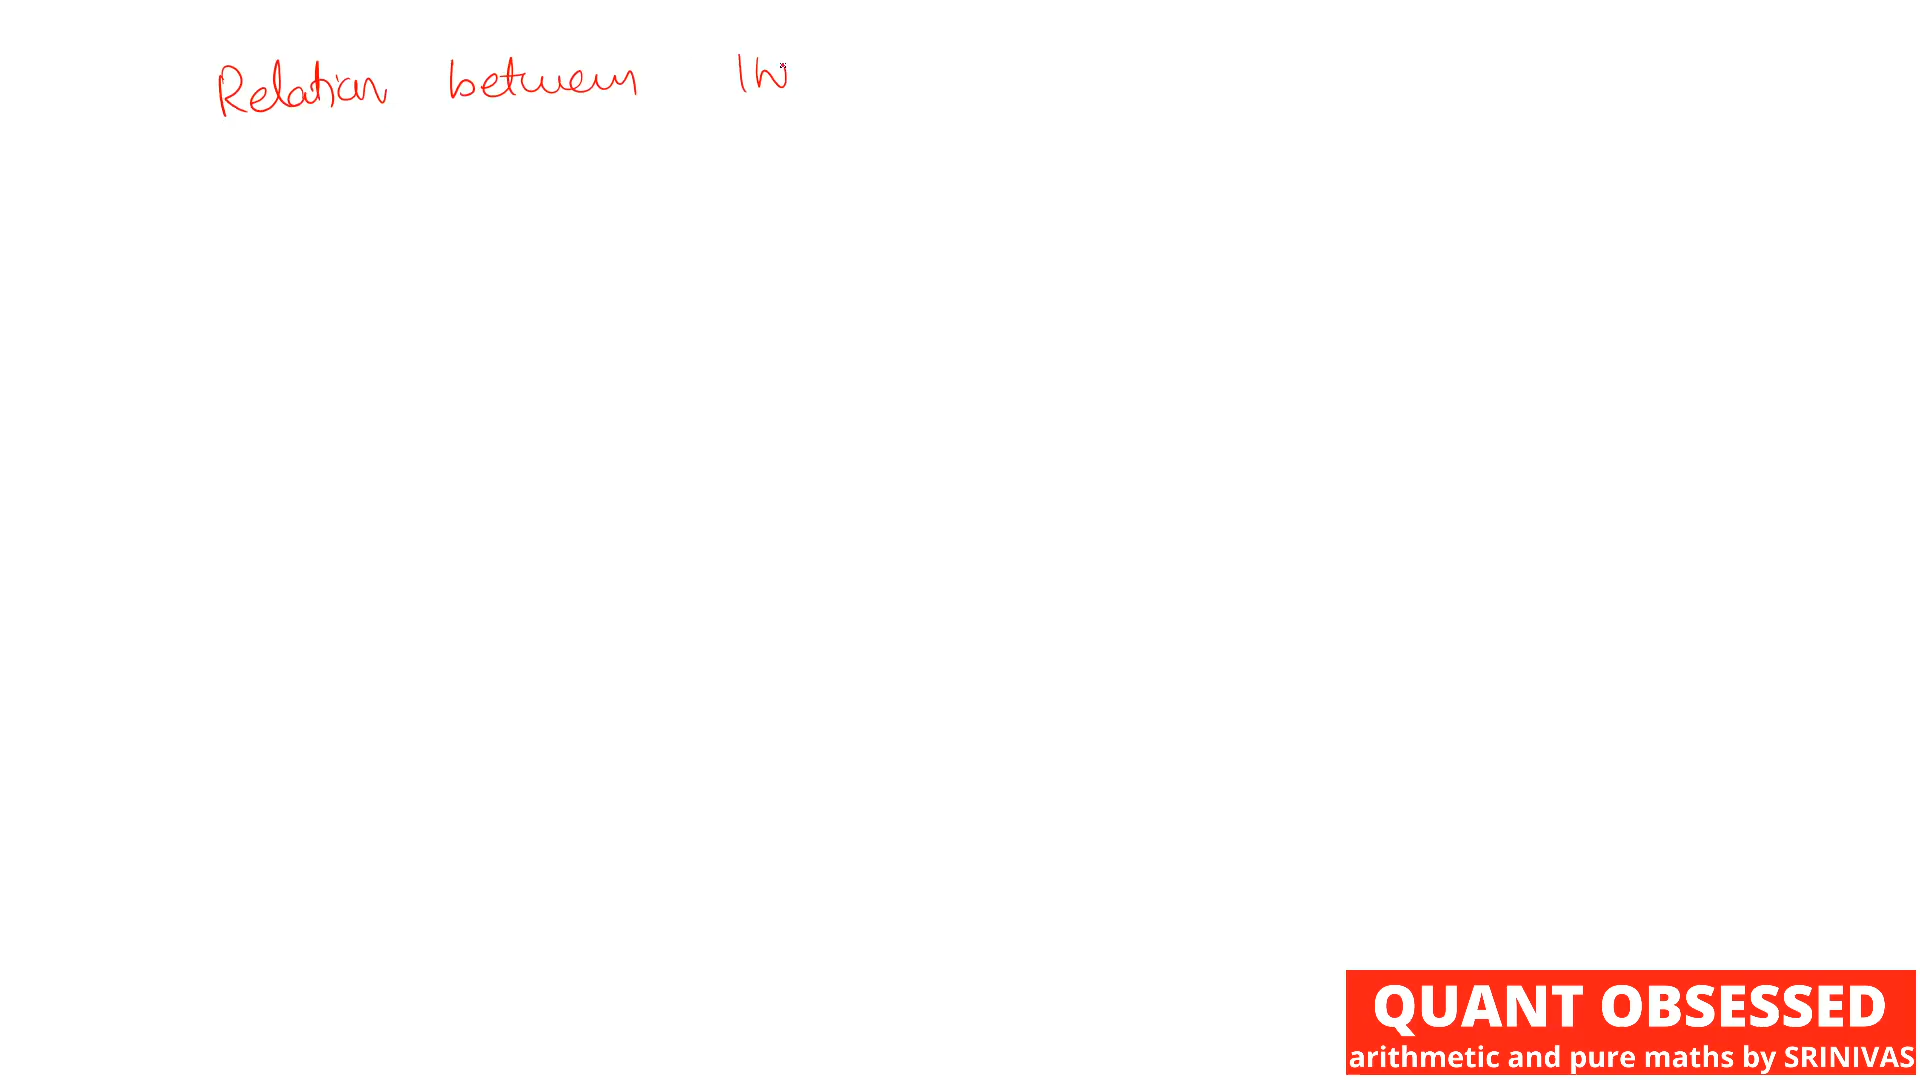 Relation between
QUANT OBSESSED
arithmetic and pure maths by SRINIVAS